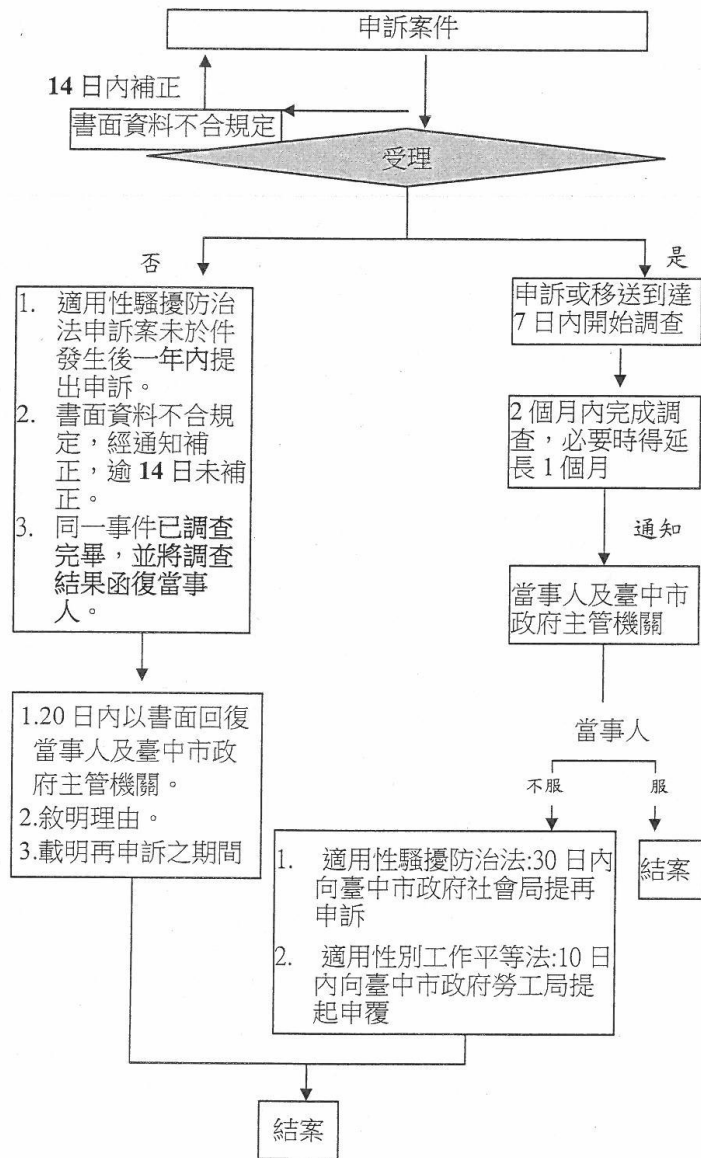 申訴案件
14 日內補正
書面資料不合規定
受理
否
是
1. 適用性騷擾防治
法申訴案未於件
發生後一年內提
出申訴。
2. 書面資料不合規
定，經通知補
正，逾 14 日未補
正。
3. 同一事件已調查
完畢，並將調查
結果函復當事
人。
申訴或移送到達
7 日內開始調查
2 個月內完成調
查，必要時得延
長 1 個月
通知
當事人及臺中市
政府主管機關
1.20 日內以書面回復
當事人及臺中市政
府主管機關。
2.敘明理由。
3.載明再申訴之期間
當事人
不服
服
1. 適用性騷擾防治法:30 日內
向臺中市政府社會局提再
申訴
2. 適用性別工作平等法:10 日
內向臺中市政府勞工局提
起申覆
結案
結案